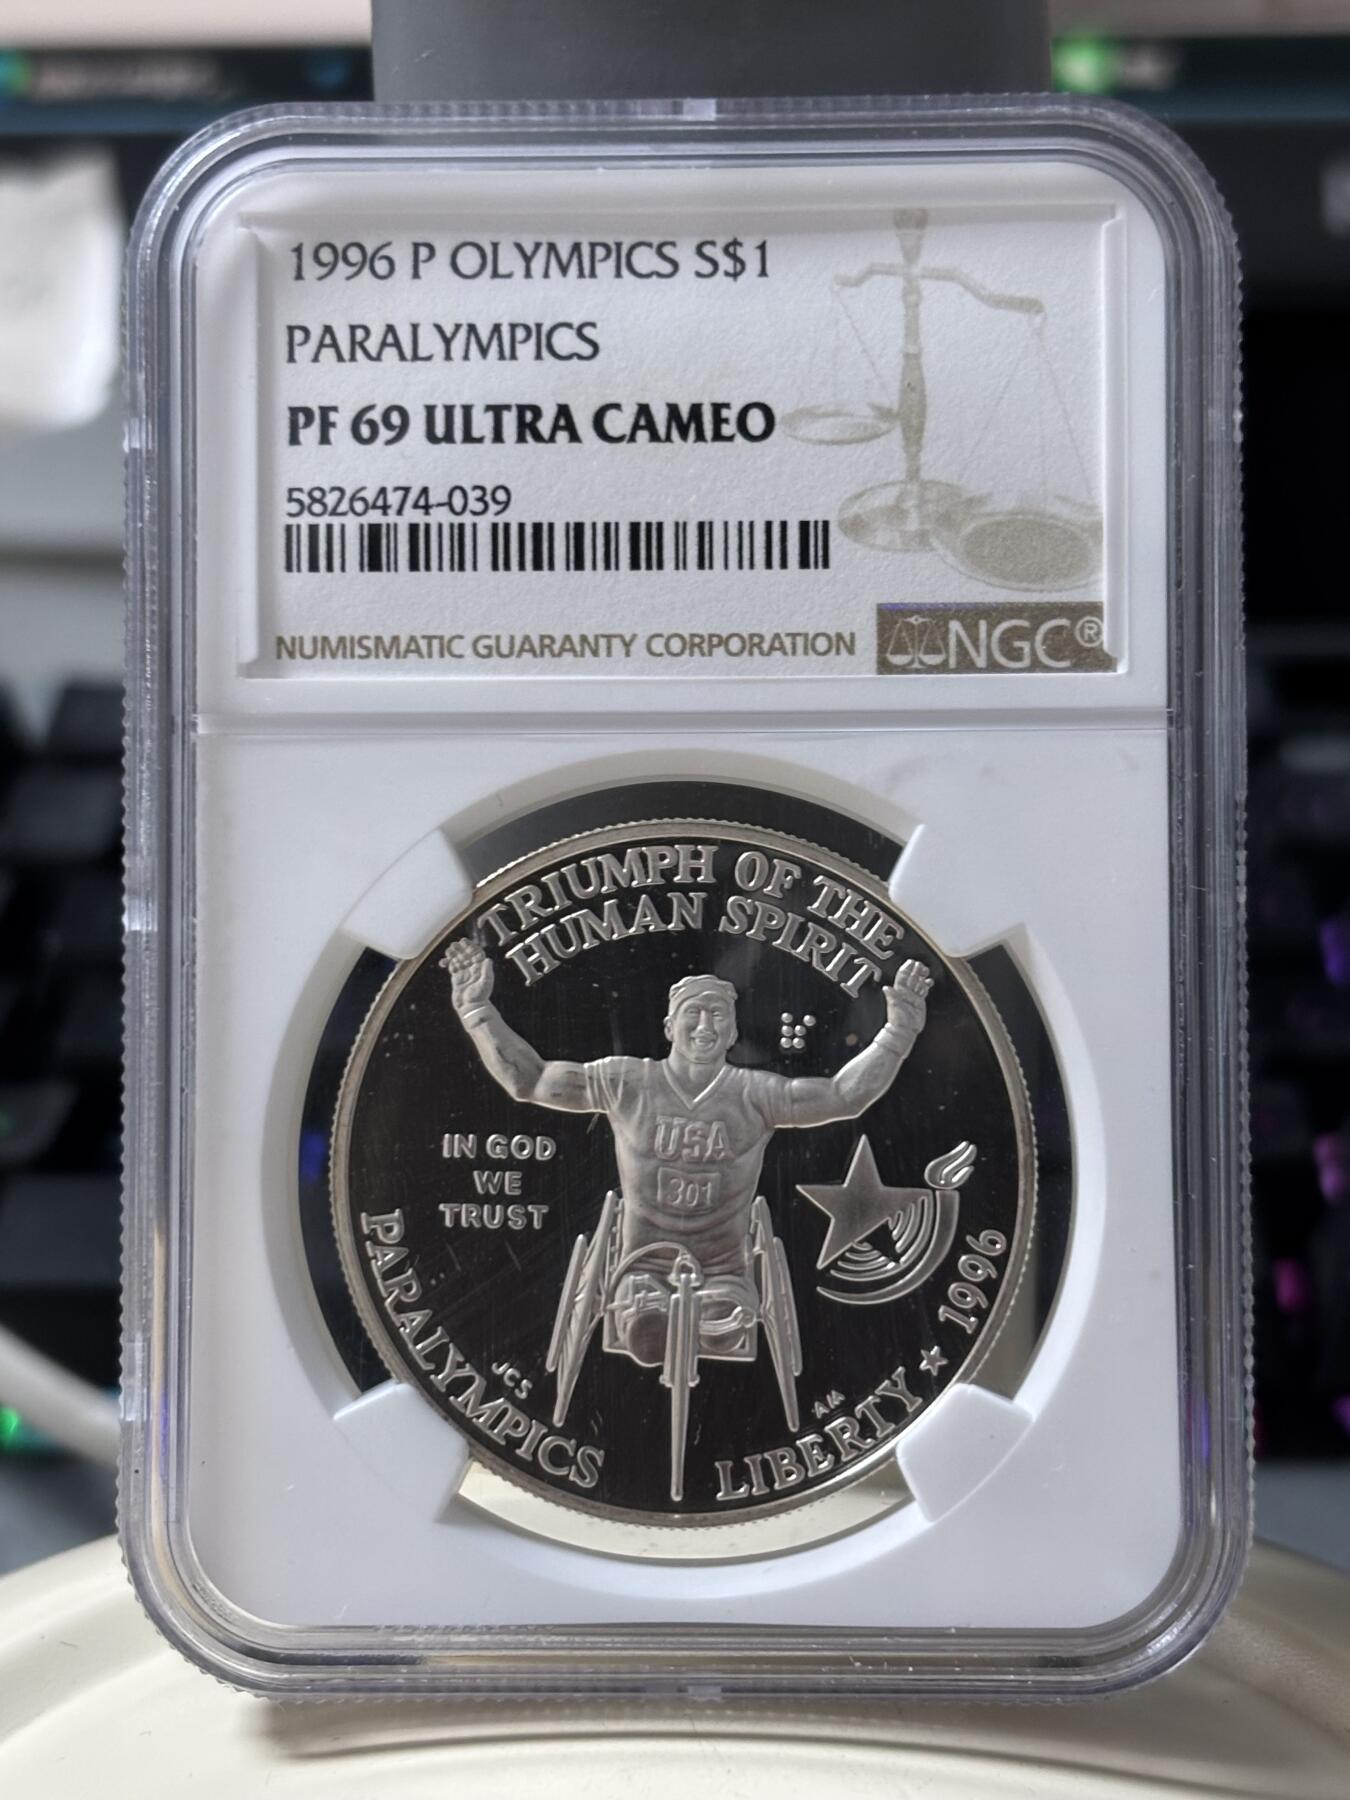 1996 P OLYMPICS S$1
PARALYMPICS
PF 69 ULTRA CAMEO
5826474-039
NUMISMATIC GUARANTY CORPORATION
NGC®
TRIUMPH OF THE
HUMAN SPIRIT
USA
301
IN GOD
WE
TRUST
PARALYMPICS
JCS
AM
LIBERTY ★ 1996